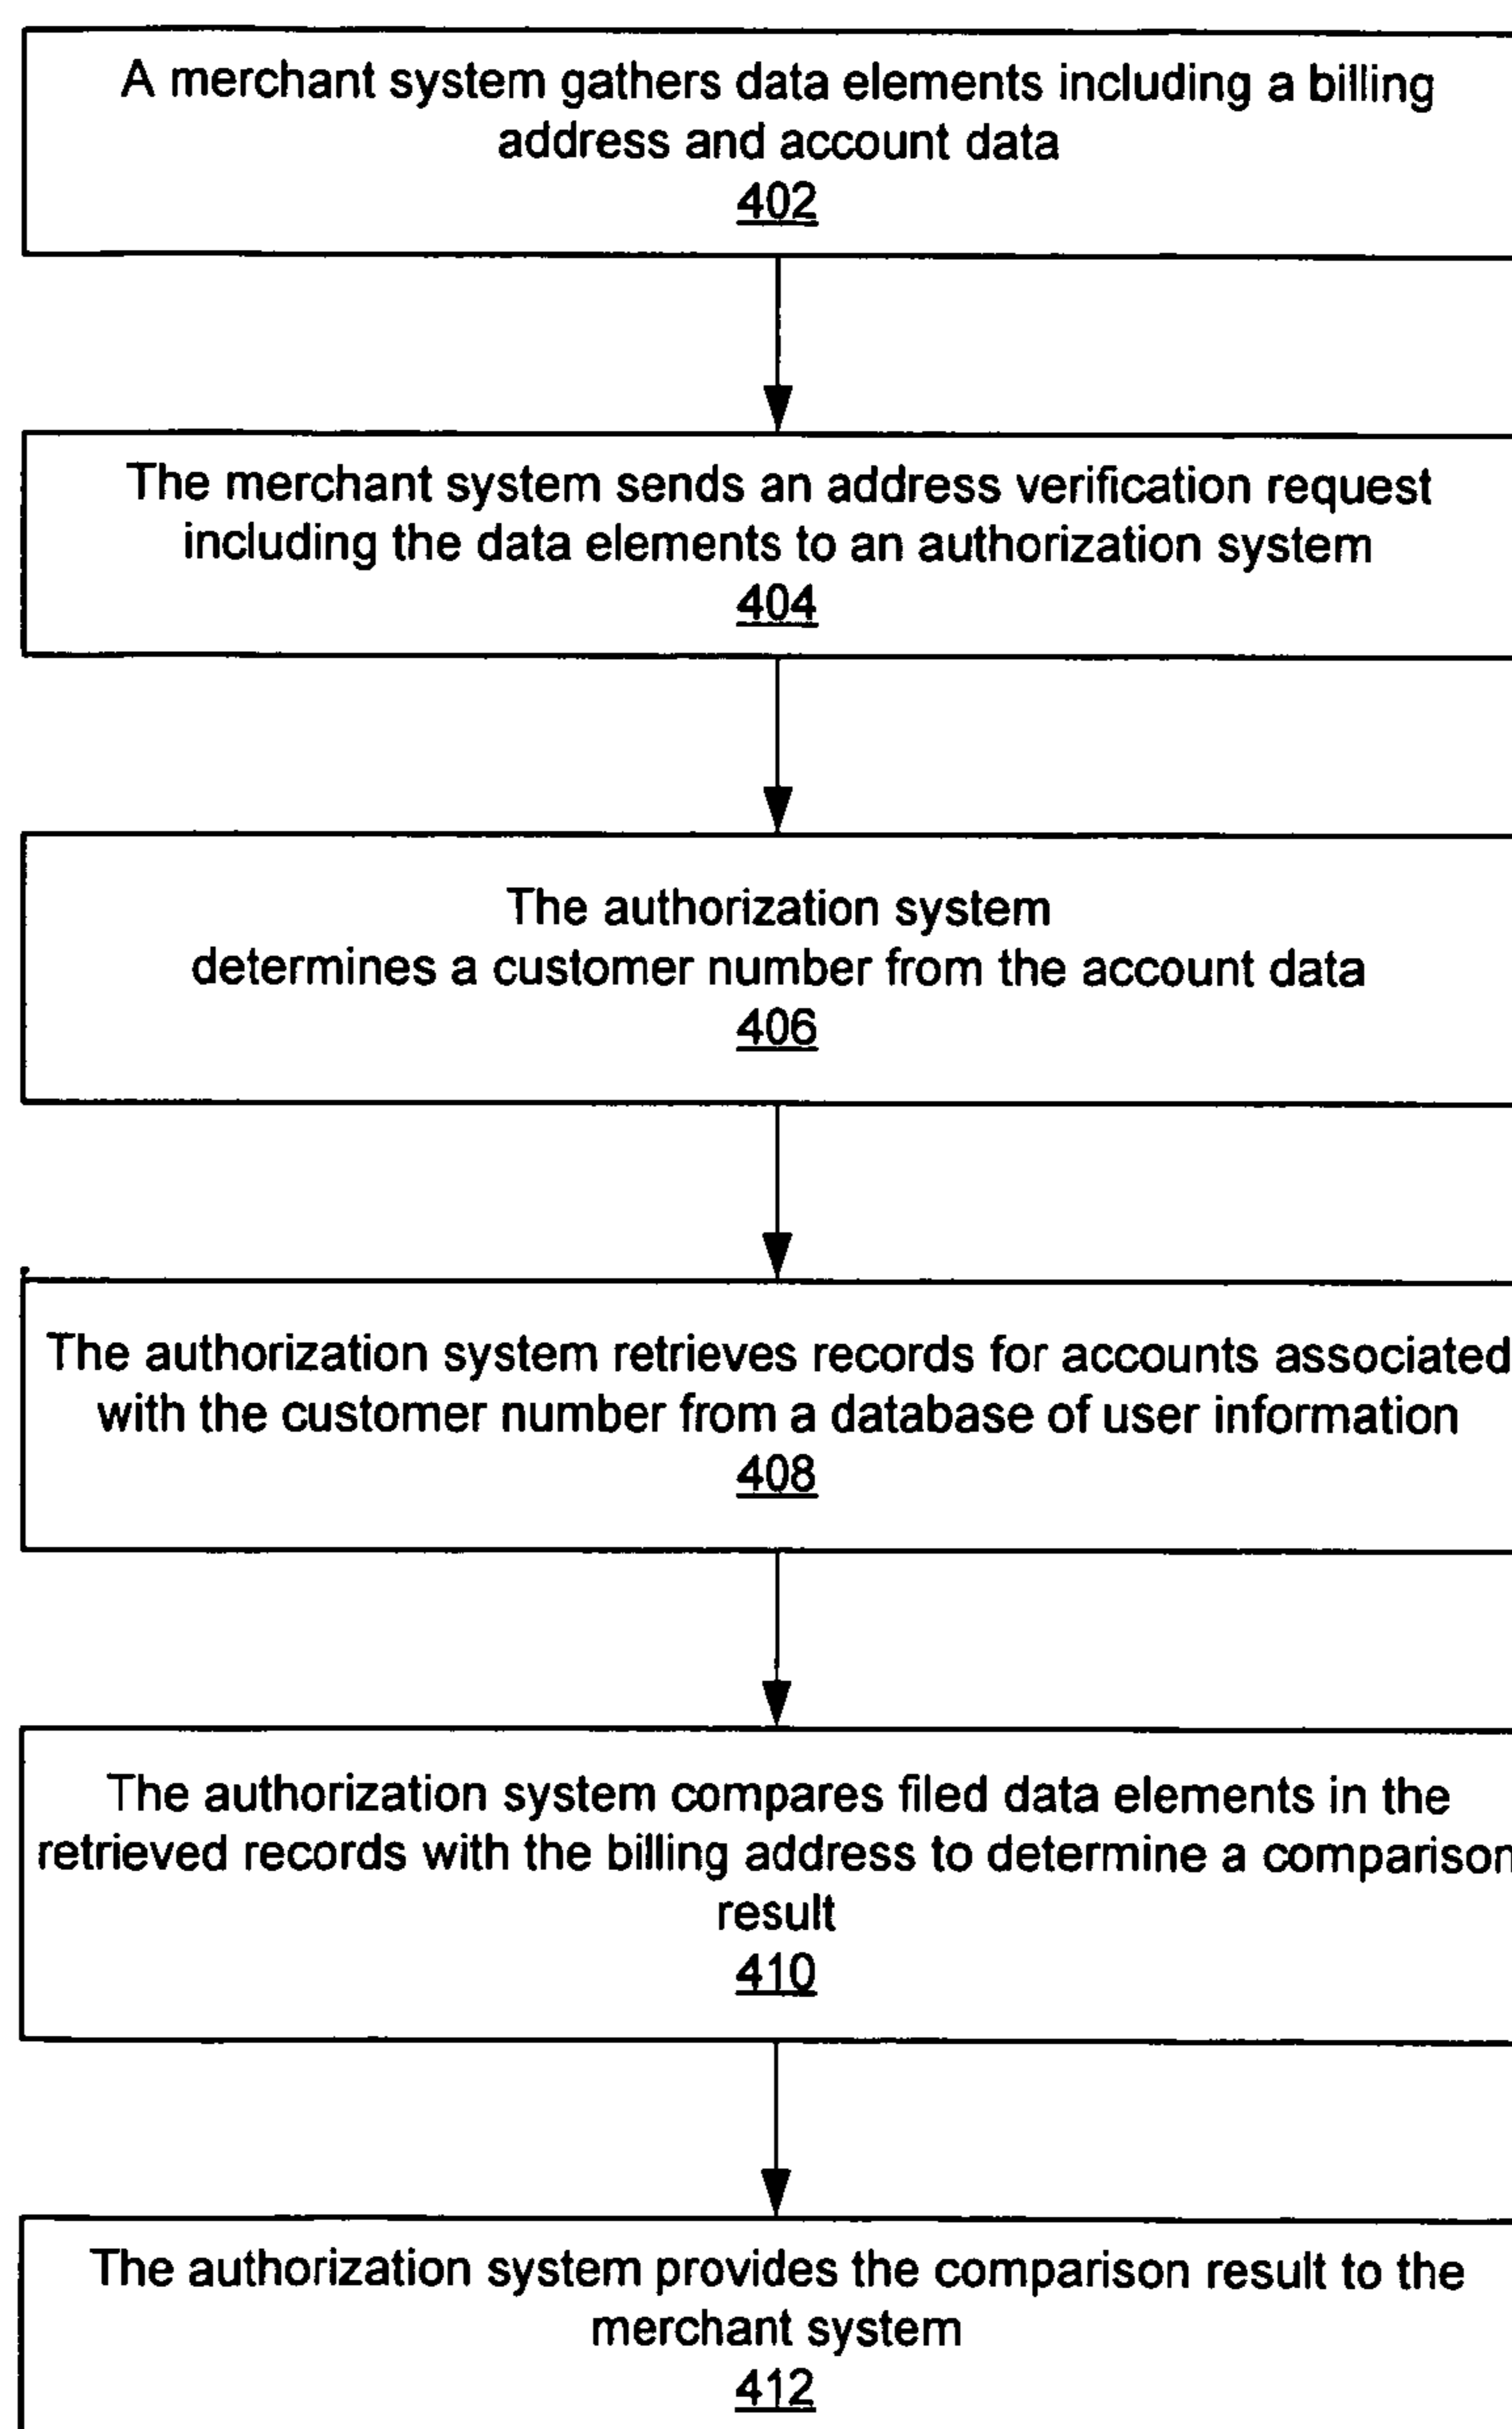 A merchant system gathers data elements including a billing
address and account data
402
The merchant system sends an address verification request
including the data elements to an authorization system
404
The authorization system
determines a customer number from the account data
406
The authorization system retrieves records for accounts associated
with the customer number from a database of user information
408
The authorization system compares filed data elements in the
retrieved records with the billing address to determine a comparison
result
410
The authorization system provides the comparison result to the
merchant system
412